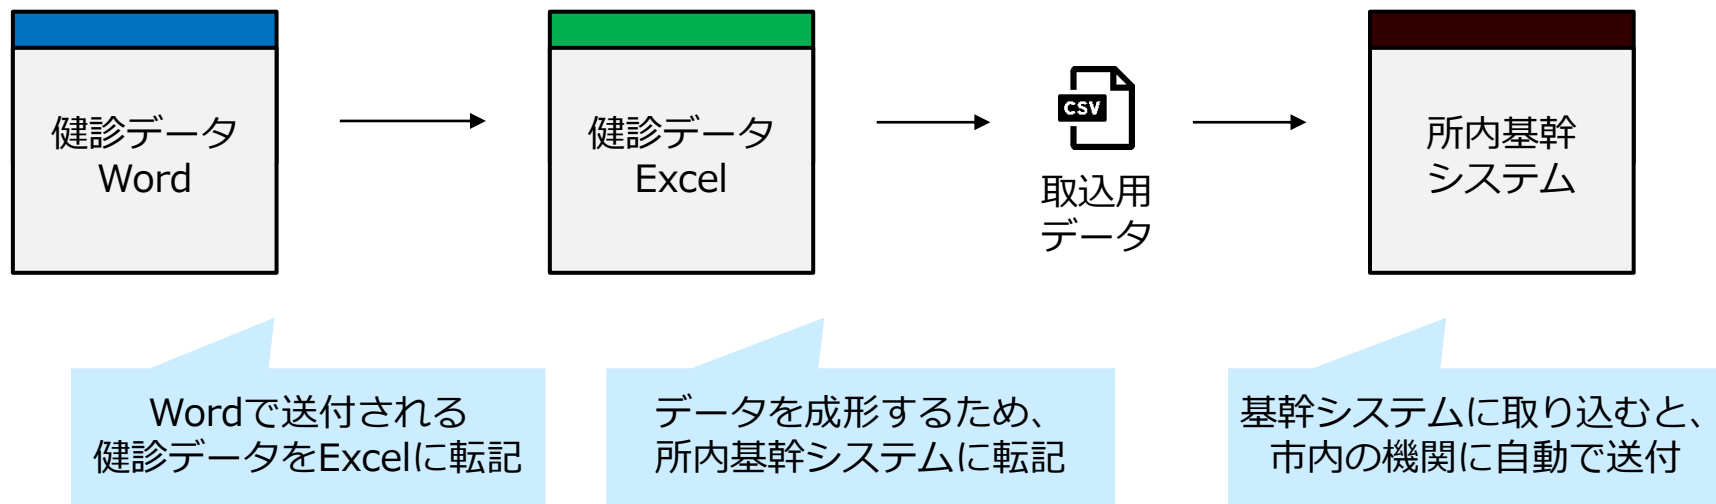 健診データ
Word
健診データ
Excel
CSV
取込用
データ
所内基幹
システム
Wordで送付される
健診データをExcelに転記
データを成形するため、
所内基幹システムに転記
基幹システムに取り込むと、
市内の機関に自動で送付